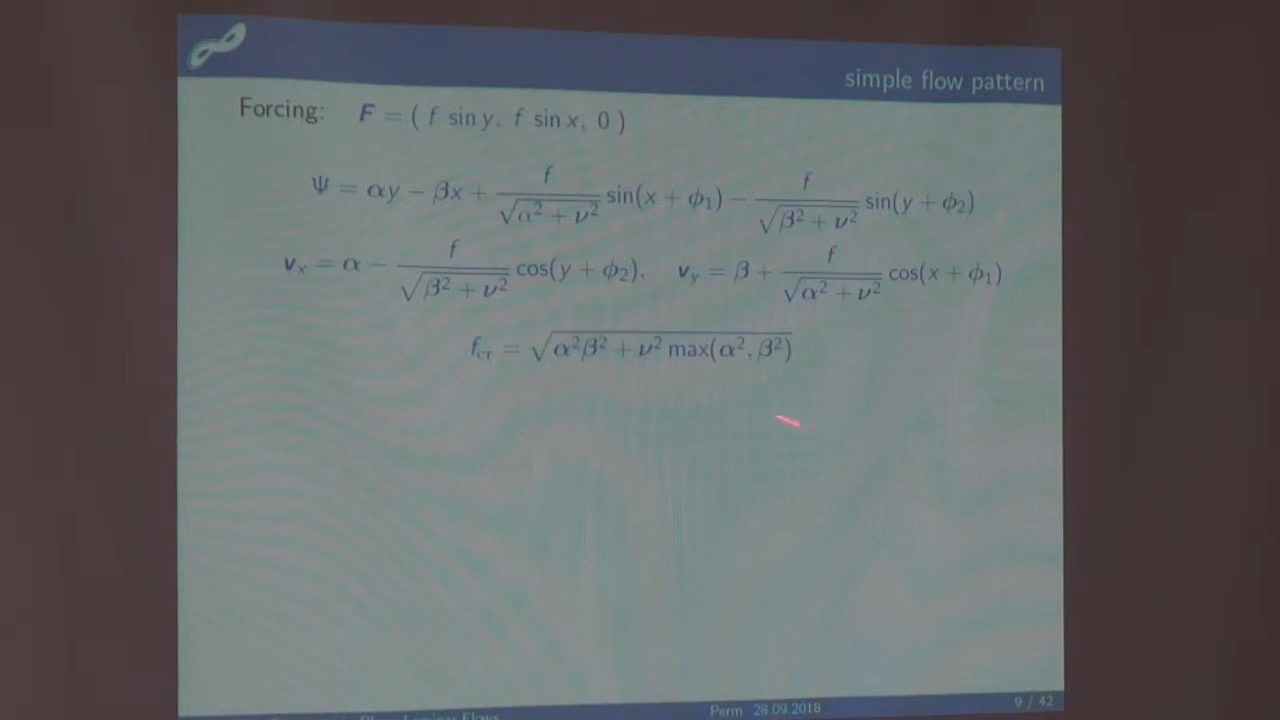 simple flow pattern
Forcing: F = ( f sin y, f sin x, 0 )
Ψ = αy − βx + f/√(α² + ν²) sin(x + ϕ₁) − f/√(β² + ν²) sin(y + ϕ₂)
vₓ = α − f/√(β² + ν²) cos(y + ϕ₂), v_y = β + f/√(α² + ν²) cos(x + ϕ₁)
f_cr = √(α²β² + ν² max(α², β²))
Flows Perm 28.09.2018 9 / 42